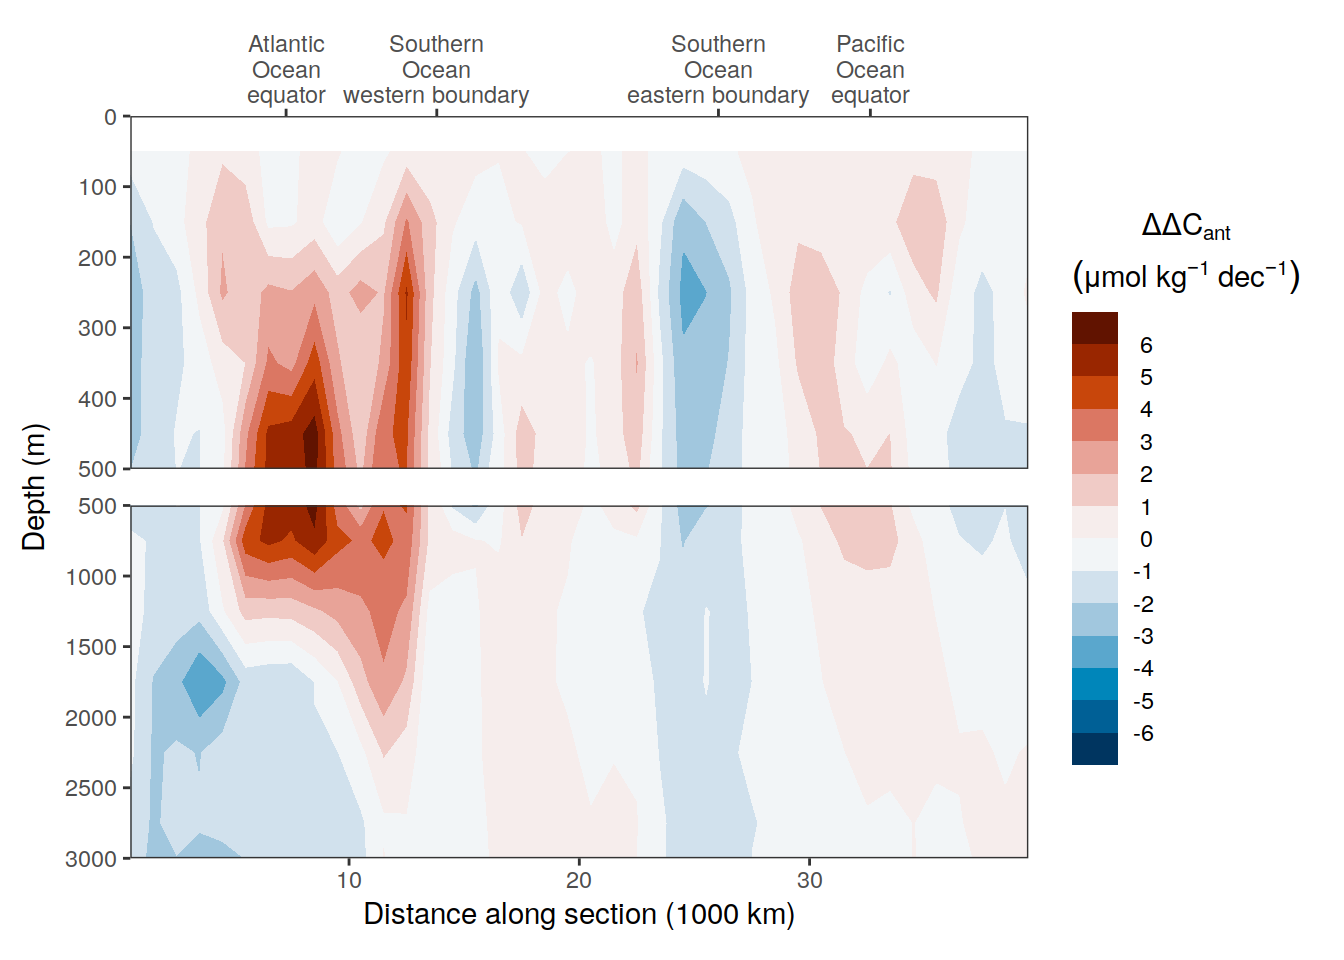 Atlantic Ocean equator
Southern Ocean western boundary
Southern Ocean eastern boundary
Pacific Ocean equator
0
100
200
300
400
500
500
1000
1500
2000
2500
3000
Depth (m)
10 20 30
Distance along section (1000 km)
ΔΔCant
(μmol kg⁻¹ dec⁻¹)
6
5
4
3
2
1
0
-1
-2
-3
-4
-5
-6